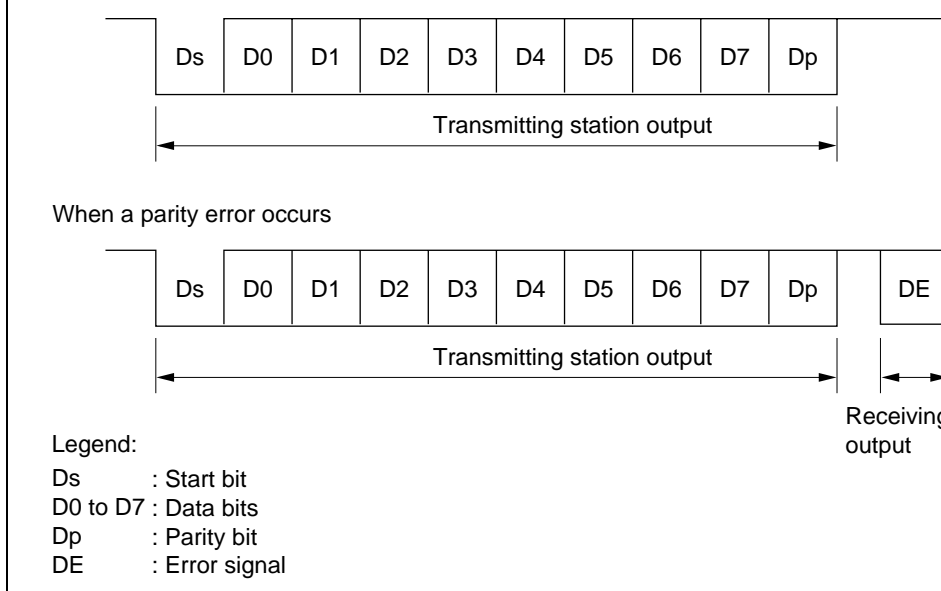 Ds D0 D1 D2 D3 D4 D5 D6 D7 Dp
Transmitting station output
When a parity error occurs
Ds D0 D1 D2 D3 D4 D5 D6 D7 Dp DE
Transmitting station output
Receiving
output
Legend:
Ds : Start bit
D0 to D7 : Data bits
Dp : Parity bit
DE : Error signal